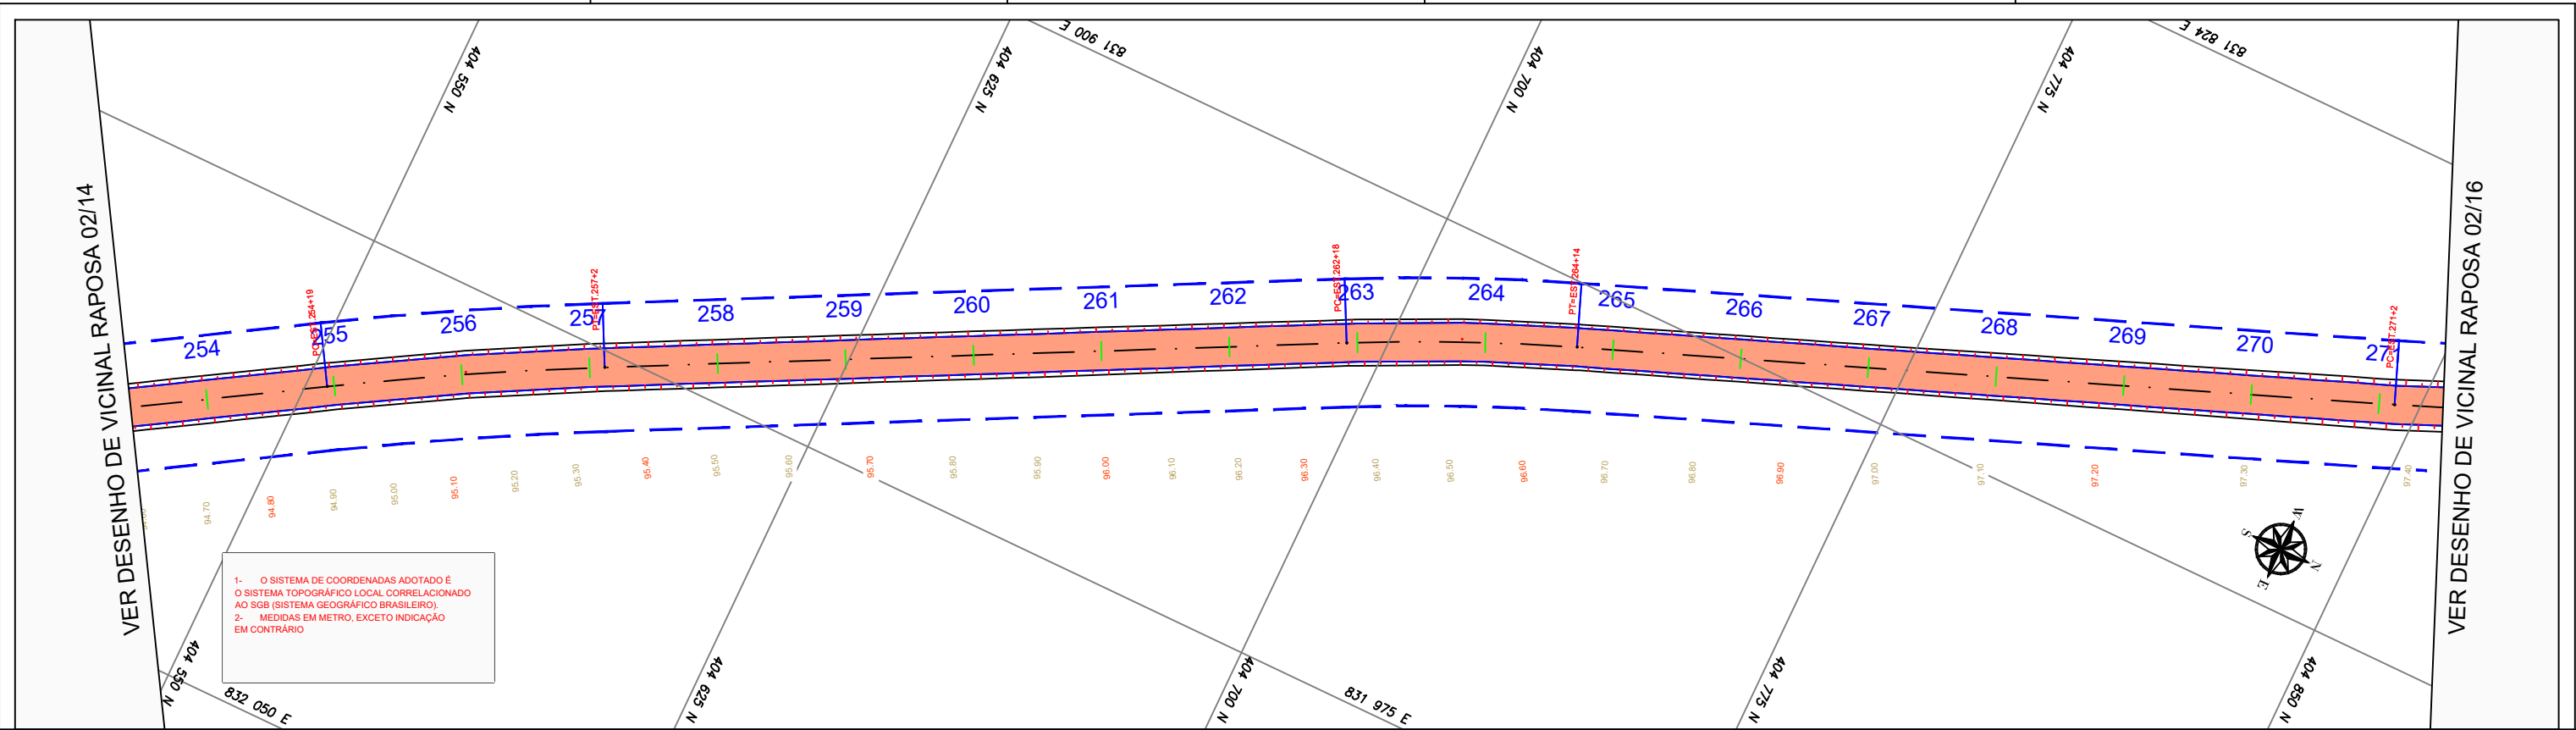 404 550 N
404 625 N
831 900 E
404 700 N
404 775 N
831 824 E
VER DESENHO DE VICINAL RAPOSA 02/14
VER DESENHO DE VICINAL RAPOSA 02/16
PC=EST.254+19
PT=EST.257+2
PC=EST.262+18
PT=EST.264+14
PC=EST.271+2
254 255 256 257 258 259 260 261 262 263 264 265 266 267 268 269 270 271
94.70 94.80 94.90 95.00 95.10 95.20 95.30 95.40 95.50 95.60 95.70 95.80 95.90 96.00 96.10 96.20 96.30 96.40 96.50 96.60 96.70 96.80 96.90 97.00 97.10 97.20 97.30 97.40
1- O SISTEMA DE COORDENADAS ADOTADO É
O SISTEMA TOPOGRÁFICO LOCAL CORRELACIONADO
AO SGB (SISTEMA GEOGRÁFICO BRASILEIRO).
2- MEDIDAS EM METRO, EXCETO INDICAÇÃO
EM CONTRÁRIO
W
S
N
E
404 550 N
832 050 E
404 625 N
404 700 N
831 975 E
404 775 N
404 850 N